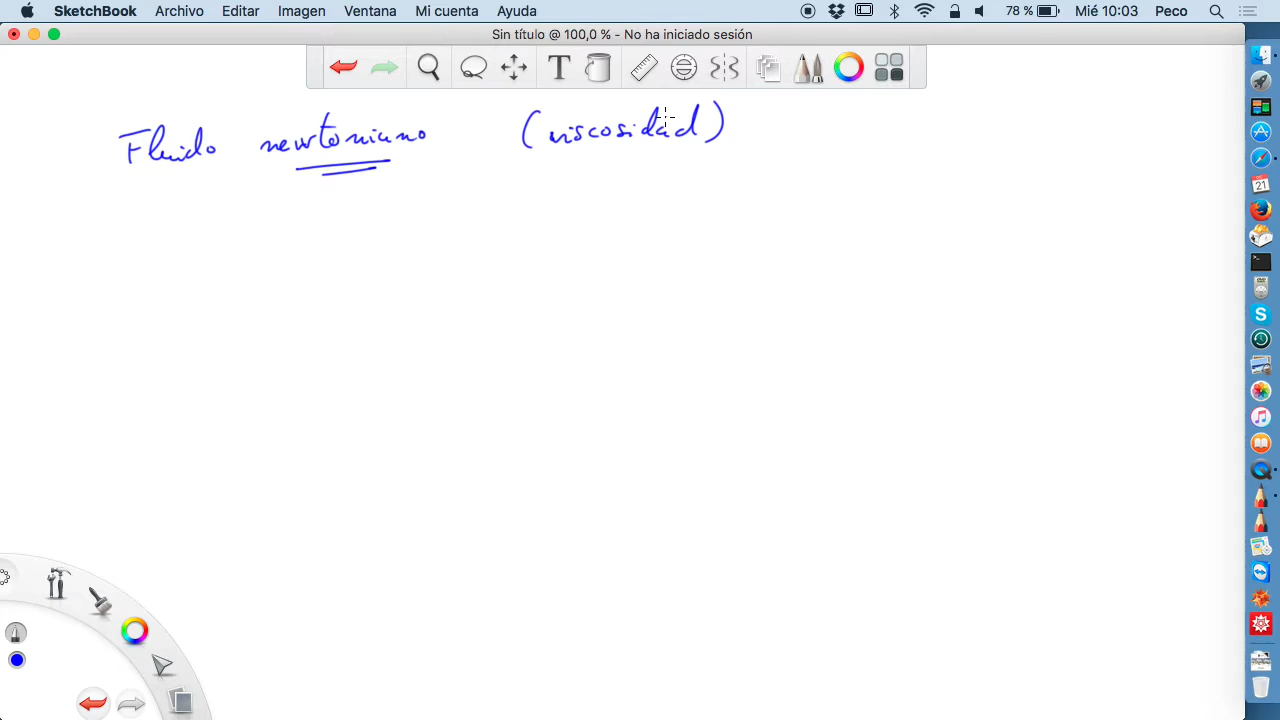 SketchBook Archivo Editar Imagen Ventana Mi cuenta Ayuda 78 % Mié 10:03 Peco
Sin título @ 100,0 % - No ha iniciado sesión
Fluido newtoniano (viscosidad)